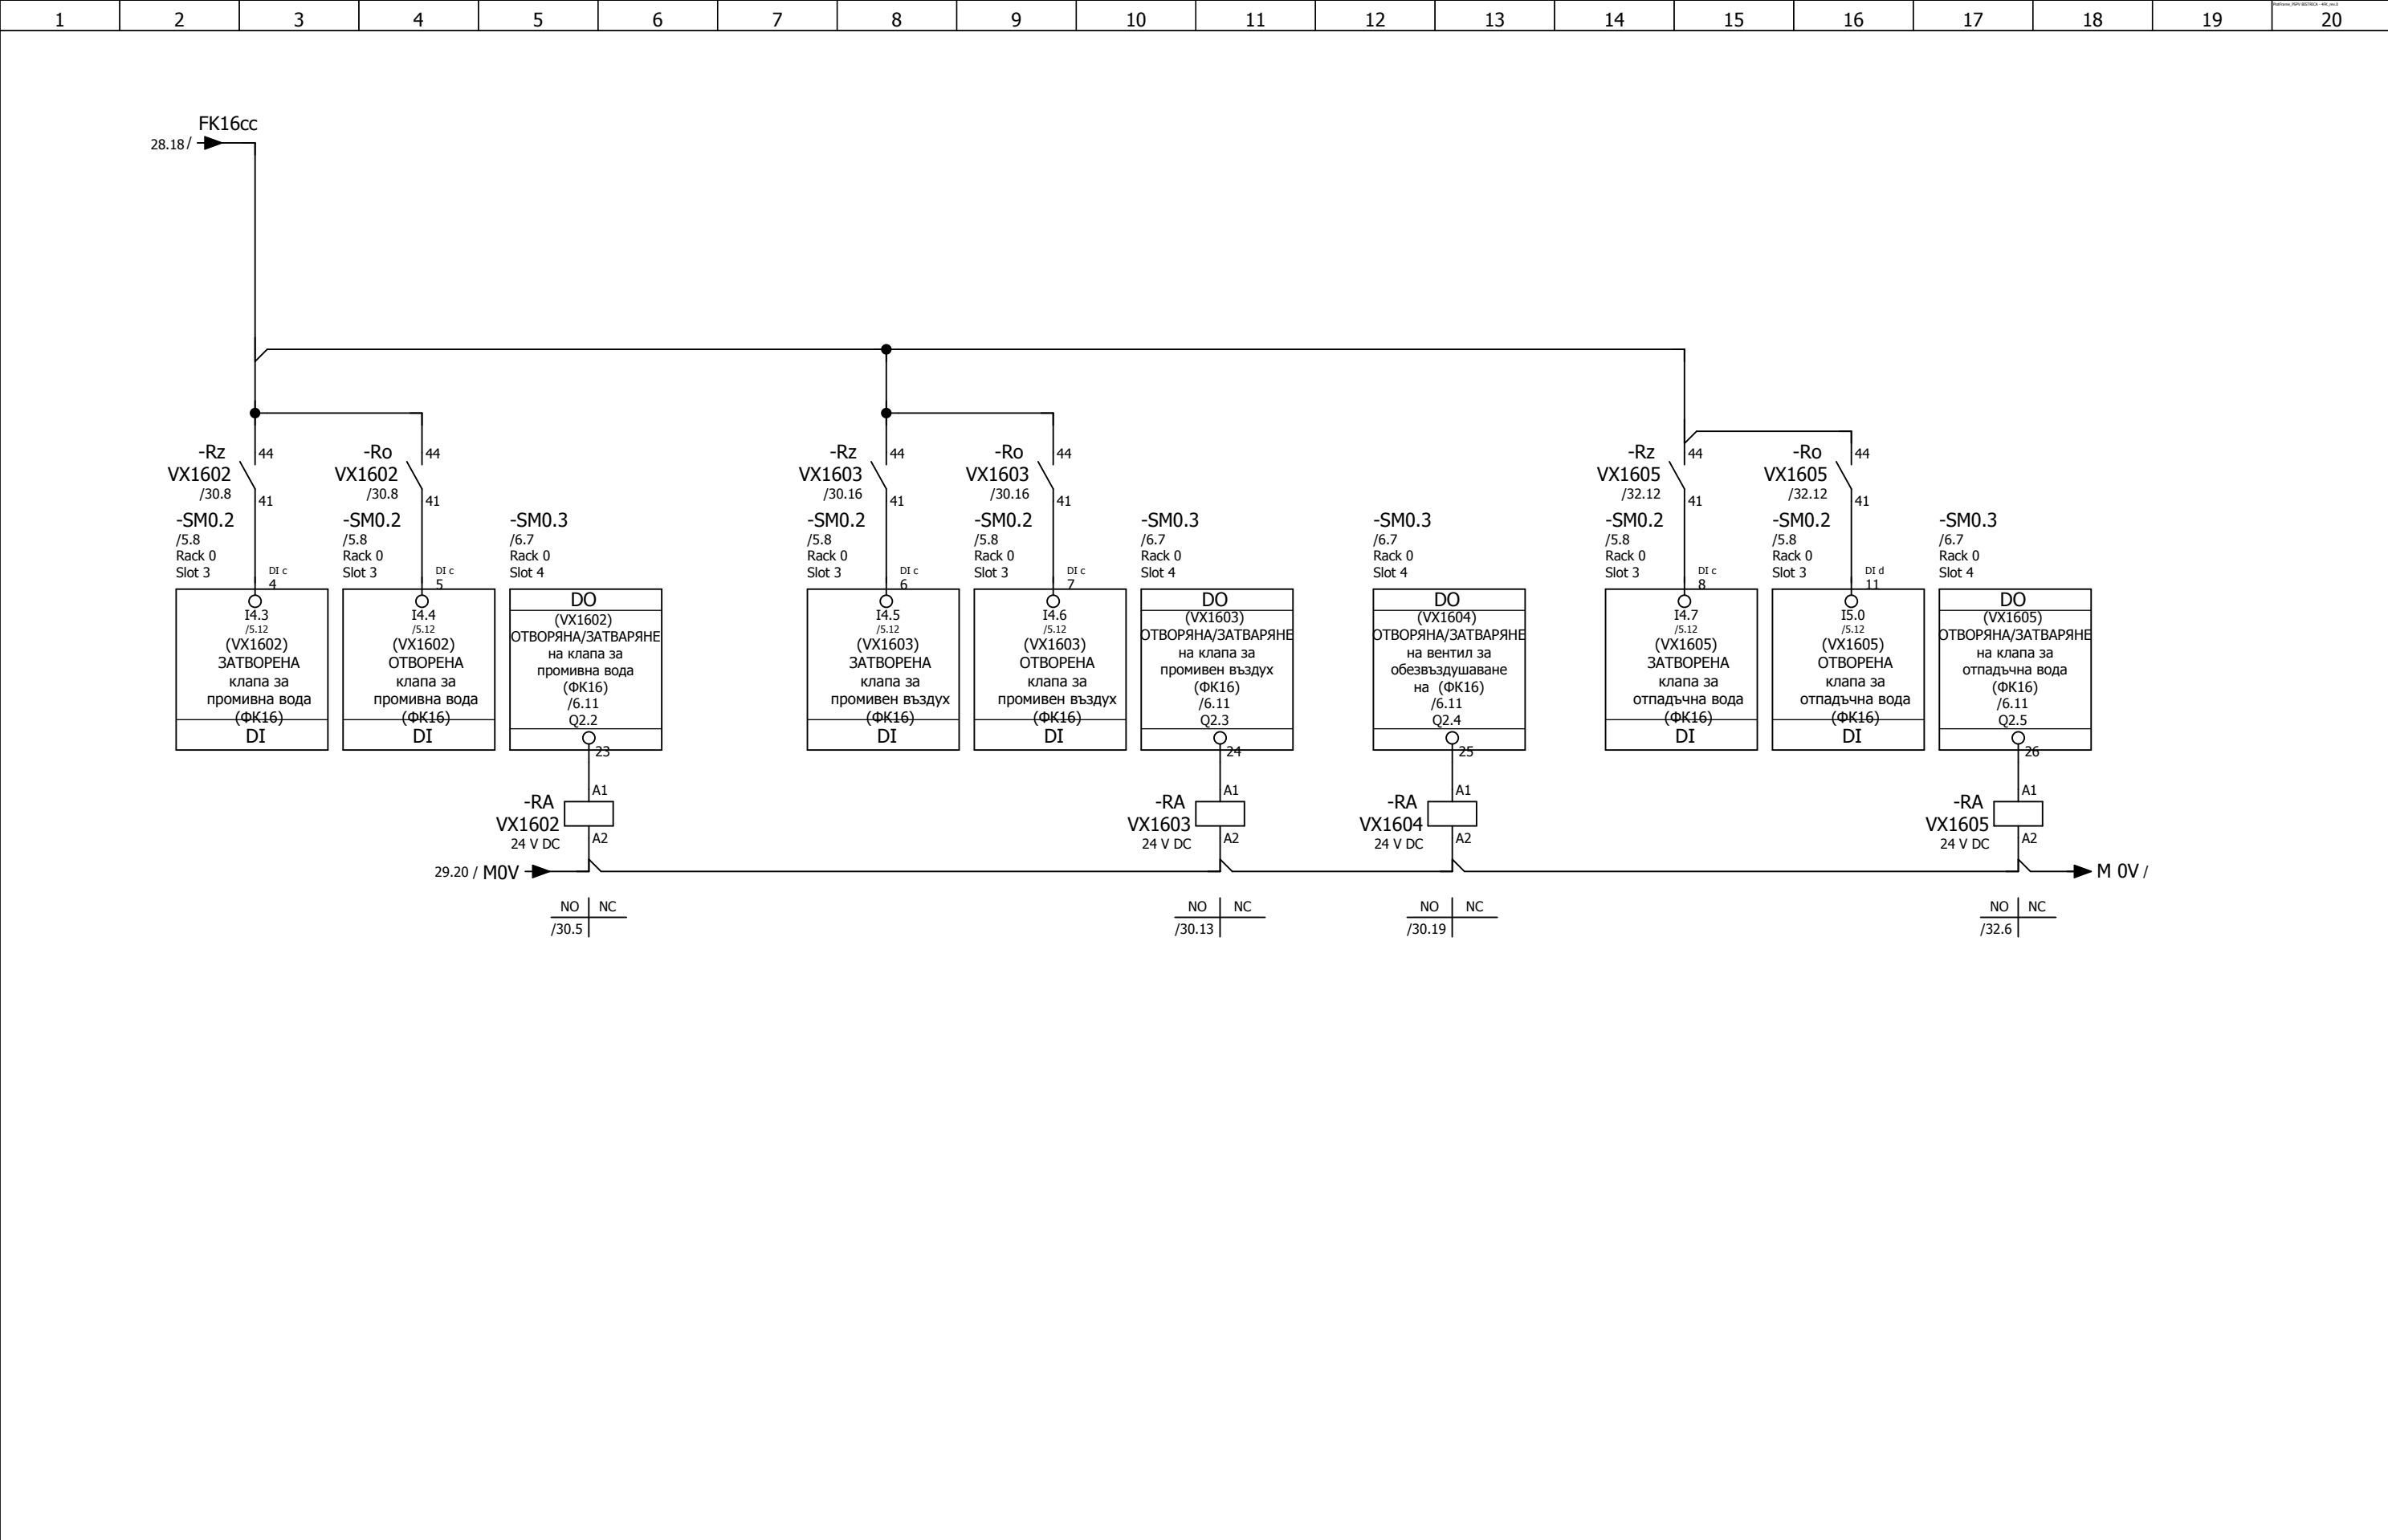 1 2 3 4 5 6 7 8 9 10 11 12 13 14 15 16 17 18 19 20
FK16cc
28.18 /
-Rz
VX1602
/30.8
44
41
-SM0.2
/5.8
Rack 0
Slot 3
DI c
4
I4.3
/5.12
(VX1602)
ЗАТВОРЕНА
клапа за
промивна вода
(ФК16)
DI
-Ro
VX1602
/30.8
44
41
-SM0.2
/5.8
Rack 0
Slot 3
DI c
5
I4.4
/5.12
(VX1602)
ОТВОРЕНА
клапа за
промивна вода
(ФК16)
DI
-SM0.3
/6.7
Rack 0
Slot 4
DO
(VX1602)
ОТВОРЯНА/ЗАТВАРЯНЕ
на клапа за
промивна вода
(ФК16)
/6.11
Q2.2
23
-RA
VX1602
24 V DC
A1
A2
29.20 / M0V
NO NC
/30.5
-Rz
VX1603
/30.16
44
41
-SM0.2
/5.8
Rack 0
Slot 3
DI c
6
I4.5
/5.12
(VX1603)
ЗАТВОРЕНА
клапа за
промивен въздух
(ФК16)
DI
-Ro
VX1603
/30.16
44
41
-SM0.2
/5.8
Rack 0
Slot 3
DI c
7
I4.6
/5.12
(VX1603)
ОТВОРЕНА
клапа за
промивен въздух
(ФК16)
DI
-SM0.3
/6.7
Rack 0
Slot 4
DO
(VX1603)
ОТВОРЯНА/ЗАТВАРЯНЕ
на клапа за
промивен въздух
(ФК16)
/6.11
Q2.3
24
-RA
VX1603
24 V DC
A1
A2
NO NC
/30.13
-SM0.3
/6.7
Rack 0
Slot 4
DO
(VX1604)
ОТВОРЯНА/ЗАТВАРЯНЕ
на вентил за
обезвъздушаване
на (ФК16)
/6.11
Q2.4
25
-RA
VX1604
24 V DC
A1
A2
NO NC
/30.19
-Rz
VX1605
/32.12
44
41
-SM0.2
/5.8
Rack 0
Slot 3
DI c
8
I4.7
/5.12
(VX1605)
ЗАТВОРЕНА
клапа за
отпадъчна вода
(ФК16)
DI
-Ro
VX1605
/32.12
44
41
-SM0.2
/5.8
Rack 0
Slot 3
DI d
11
I5.0
/5.12
(VX1605)
ОТВОРЕНА
клапа за
отпадъчна вода
(ФК16)
DI
-SM0.3
/6.7
Rack 0
Slot 4
DO
(VX1605)
ОТВОРЯНА/ЗАТВАРЯНЕ
на клапа за
отпадъчна вода
(ФК16)
/6.11
Q2.5
26
-RA
VX1605
24 V DC
A1
A2
M 0V /
NO NC
/32.6